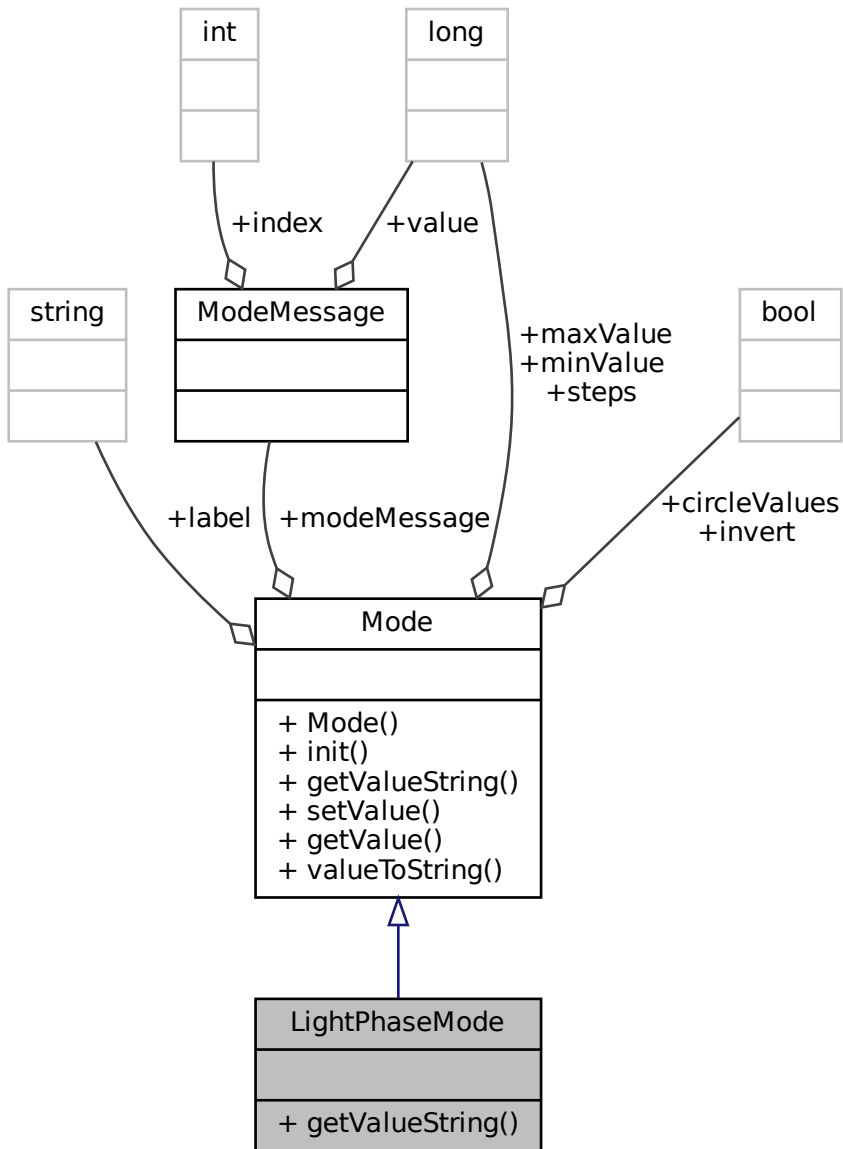 int
long
+index
+value
string
ModeMessage
bool
+maxValue
+minValue
+steps
+circleValues
+invert
+label
+modeMessage
Mode
+ Mode()
+ init()
+ getValueString()
+ setValue()
+ getValue()
+ valueToString()
LightPhaseMode
+ getValueString()